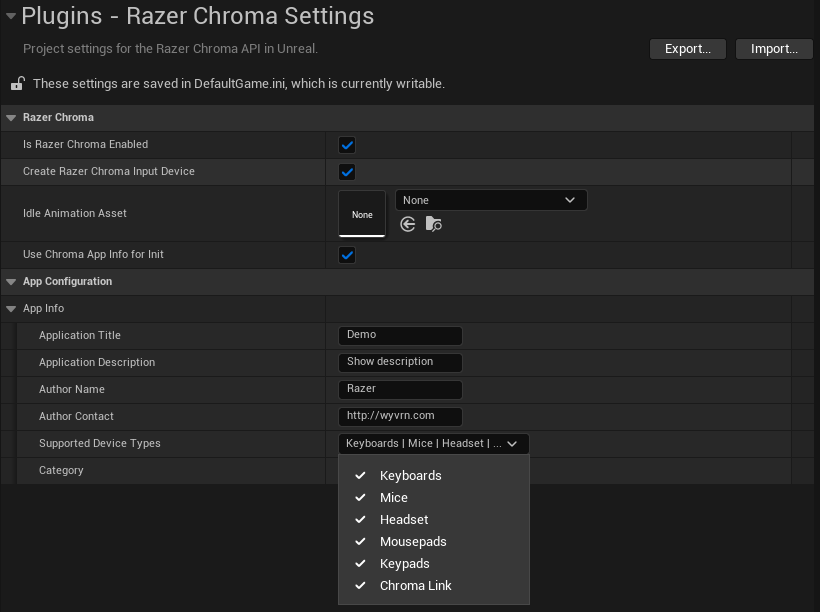 Plugins - Razer Chroma Settings
Project settings for the Razer Chroma API in Unreal.
Export...
Import...
These settings are saved in DefaultGame.ini, which is currently writable.
Razer Chroma
Is Razer Chroma Enabled
Create Razer Chroma Input Device
Idle Animation Asset
None
None
Use Chroma App Info for Init
App Configuration
App Info
Application Title
Demo
Application Description
Show description
Author Name
Razer
Author Contact
http://wyvrn.com
Supported Device Types
Keyboards | Mice | Headset | ...
Category
Keyboards
Mice
Headset
Mousepads
Keypads
Chroma Link